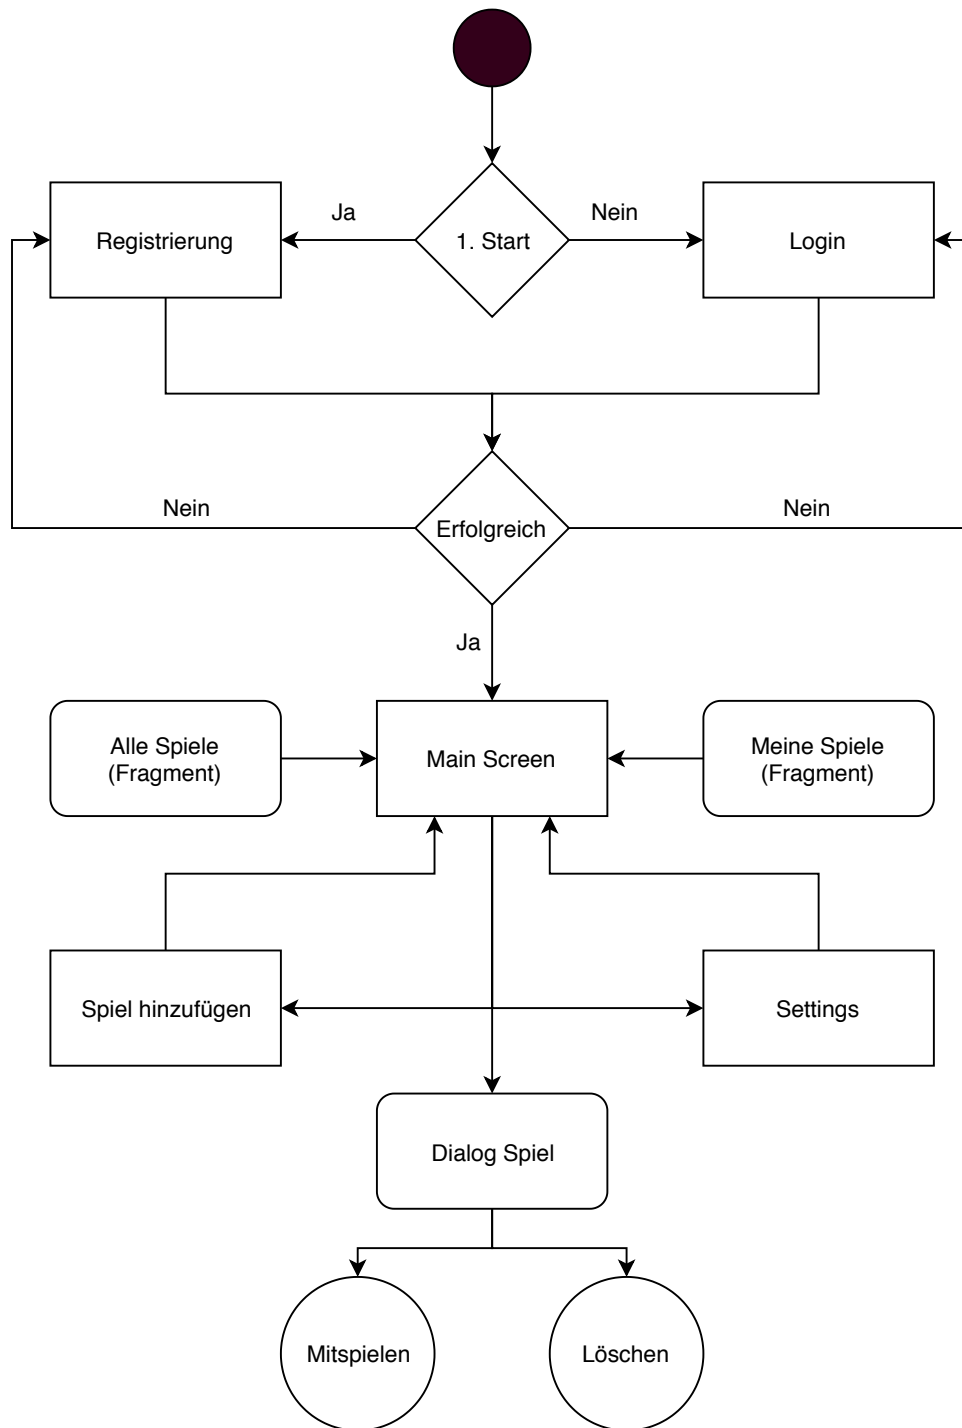 Ja
Nein
Registrierung
1. Start
Login
Nein
Erfolgreich
Nein
Ja
Alle Spiele
(Fragment)
Main Screen
Meine Spiele
(Fragment)
Spiel hinzufügen
Settings
Dialog Spiel
Mitspielen
Löschen